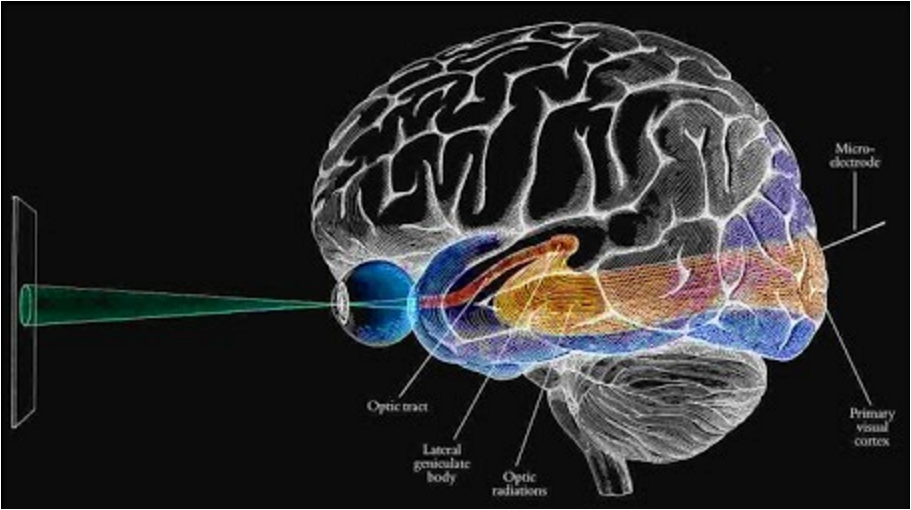 Micro-
electrode
Optic tract
Lateral
geniculate
body
Optic
radiations
Primary
visual
cortex